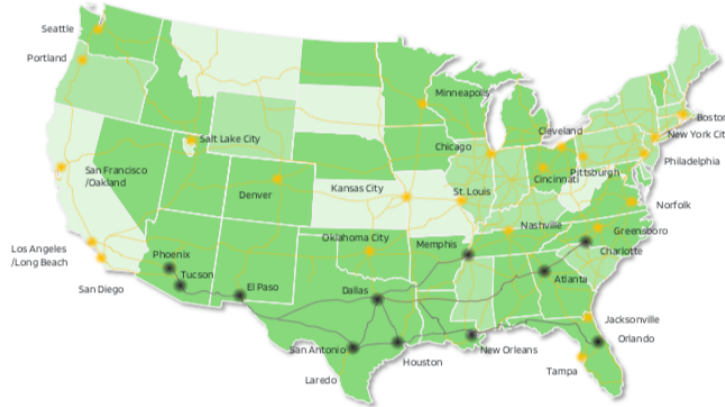 Seattle
Portland
Minneapolis
Boston
Cleveland
New York Cit
Salt Lake City
Chicago
Philadelphia
San Francisco
/Oakland
Pittsburgh
Cincinnati
Denver
Kansas City
St. Louis
Norfolk
Nashville
Greensboro
Oklahoma City
Memphis
Charlotte
Los Angeles
/Long Beach
Phoenix
Tucson
Atlanta
San Diego
El Paso
Dallas
Jacksonville
Orlando
San Antonio
New Orleans
Houston
Tampa
Laredo